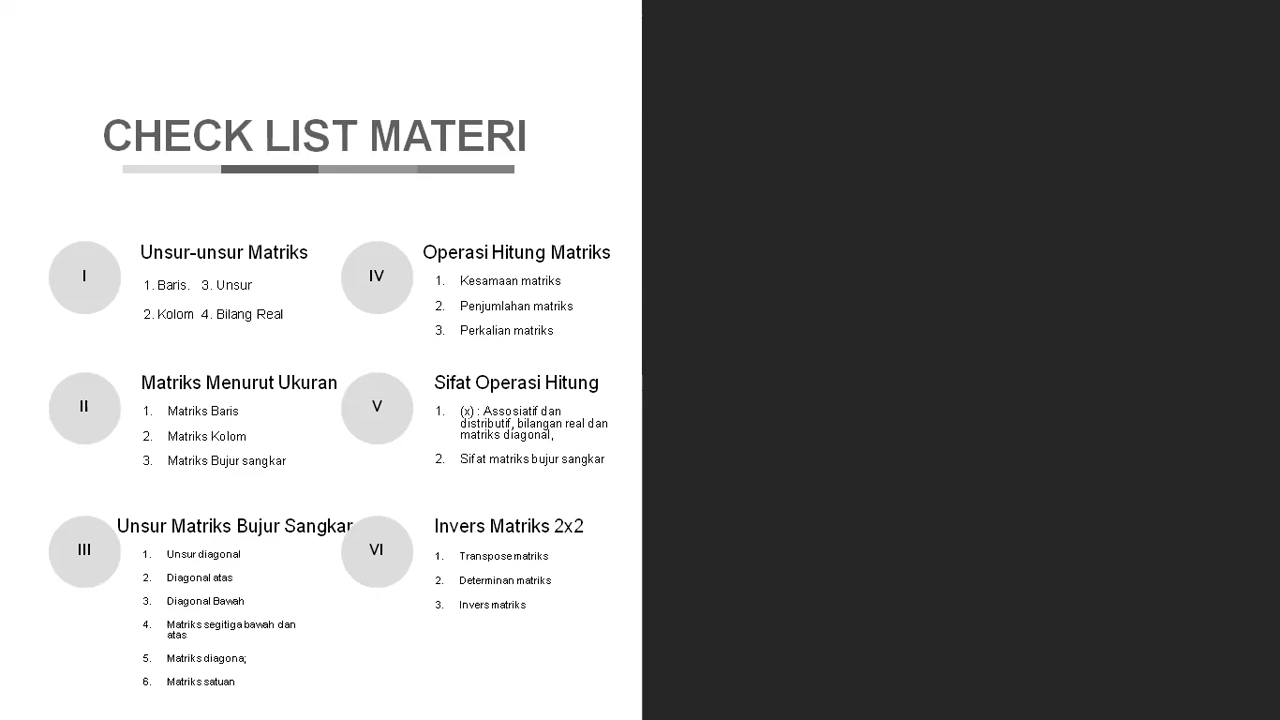 CHECK LIST MATERI
I
Unsur-unsur Matriks
1. Baris. 3. Unsur
2. Kolom 4. Bilang Real
II
Matriks Menurut Ukuran
1. Matriks Baris
2. Matriks Kolom
3. Matriks Bujur sangkar
III
Unsur Matriks Bujur Sangkar
1. Unsur diagonal
2. Diagonal atas
3. Diagonal Bawah
4. Matriks segitiga bawah dan
atas
5. Matriks diagona;
6. Matriks satuan
IV
Operasi Hitung Matriks
1. Kesamaan matriks
2. Penjumlahan matriks
3. Perkalian matriks
V
Sifat Operasi Hitung
1. (x) : Assosiatif dan
distributif, bilangan real dan
matriks diagonal,
2. Sifat matriks bujur sangkar
VI
Invers Matriks 2x2
1. Transpose matriks
2. Determinan matriks
3. Invers matriks